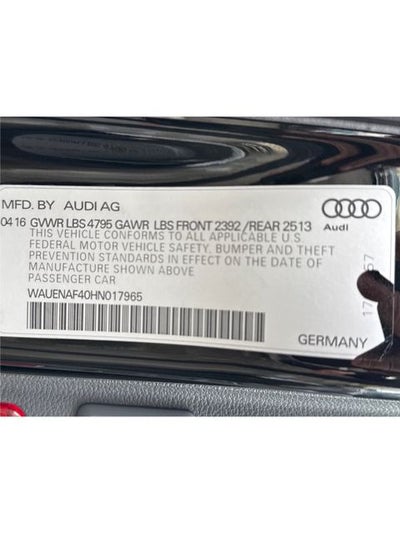 MFD. BY AUDI AG
04 16 GVWR LBS 4795 GAWR LBS FRONT 2392 /REAR 2513
Audi
THIS VEHICLE CONFORMS TO ALL APPLICABLE U.S.
FEDERAL MOTOR VEHICLE SAFETY, BUMPER AND THEFT
PREVENTION STANDARDS IN EFFECT ON THE DATE OF
MANUFACTURE SHOWN ABOVE.
PASSENGER CAR
WAUENAF40HN017965
GERMANY